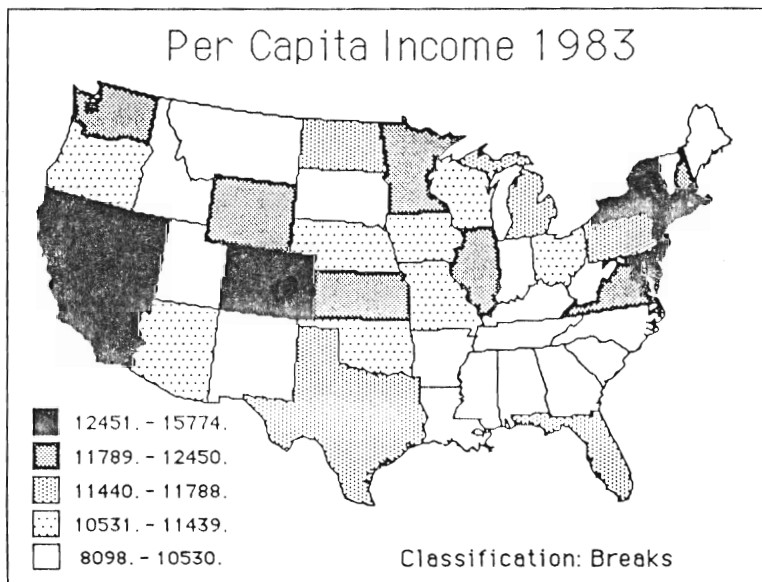 Per Capita Income 1983
12451. - 15774.
11789. - 12450.
11440. - 11788.
10531. - 11439.
8098. - 10530.
Classification: Breaks